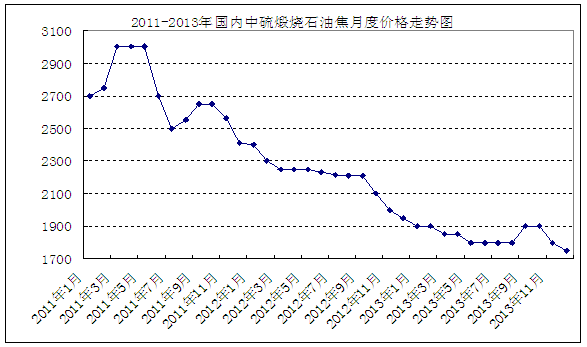 2011-2013年国内中硫煅烧石油焦月度价格走势图
3100
2900
2700
2500
2300
2100
1900
1700
2011年1月
2011年3月
2011年5月
2011年7月
2011年9月
2011年11月
2012年1月
2012年3月
2012年5月
2012年7月
2012年9月
2012年11月
2013年1月
2013年3月
2013年5月
2013年7月
2013年9月
2013年11月